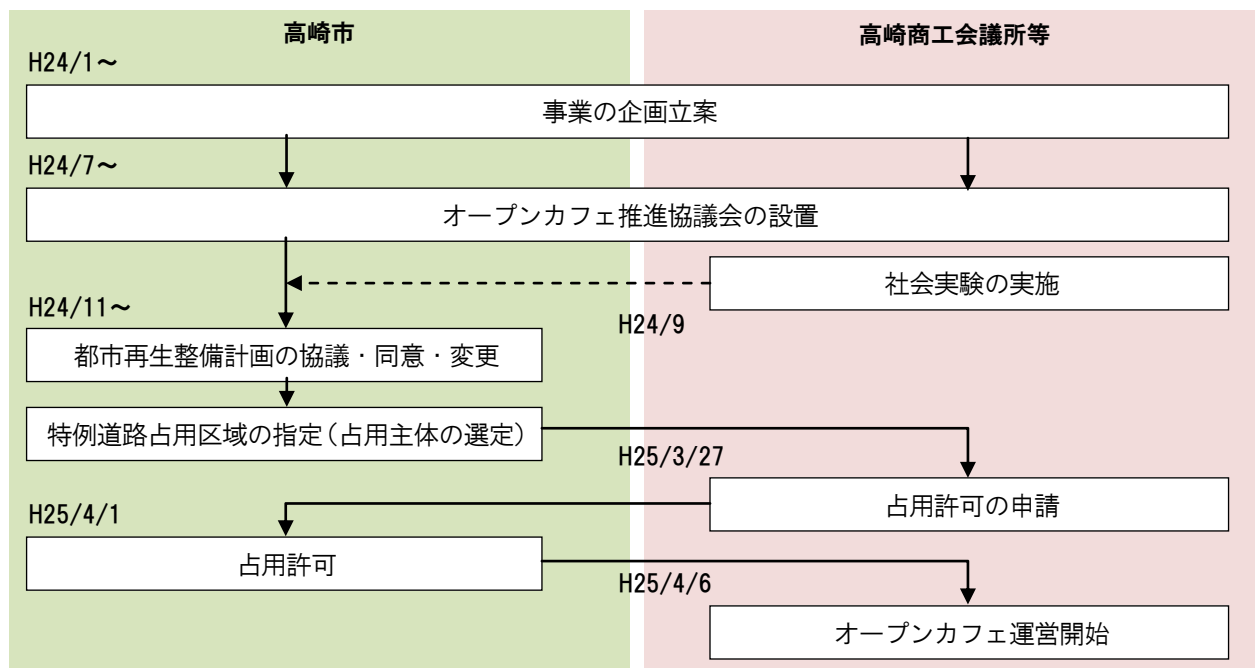 高崎市
高崎商工会議所等
H24/1～
事業の企画立案
H24/7～
オープンカフェ推進協議会の設置
社会実験の実施
H24/9
H24/11～
都市再生整備計画の協議・同意・変更
特例道路占用区域の指定（占用主体の選定）
H25/3/27
占用許可の申請
H25/4/1
占用許可
H25/4/6
オープンカフェ運営開始